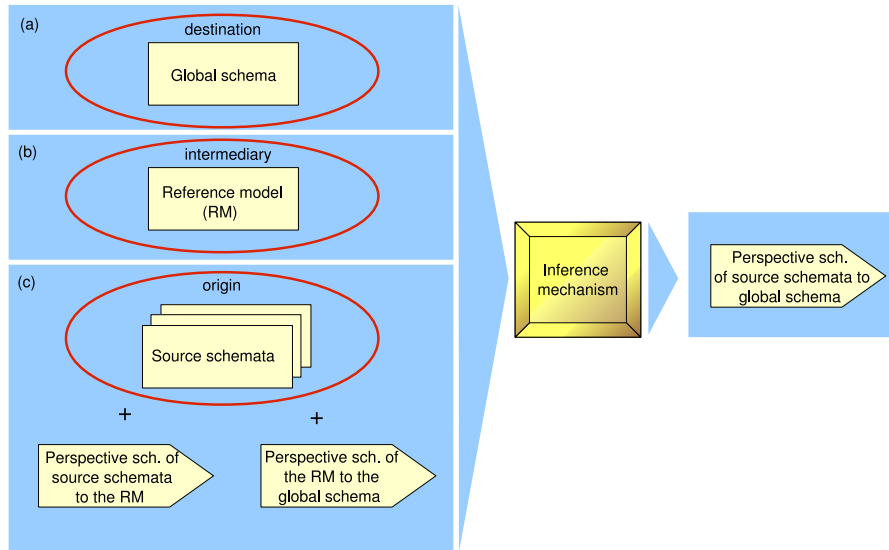 (a)
destination
Global schema
(b)
intermediary
Reference model
(RM)
(c)
origin
Source schemata
+
+
Perspective sch. of
source schemata
to the RM
Perspective sch. of
the RM to the
global schema
Inference
mechanism
Perspective sch.
of source schemata to
global schema